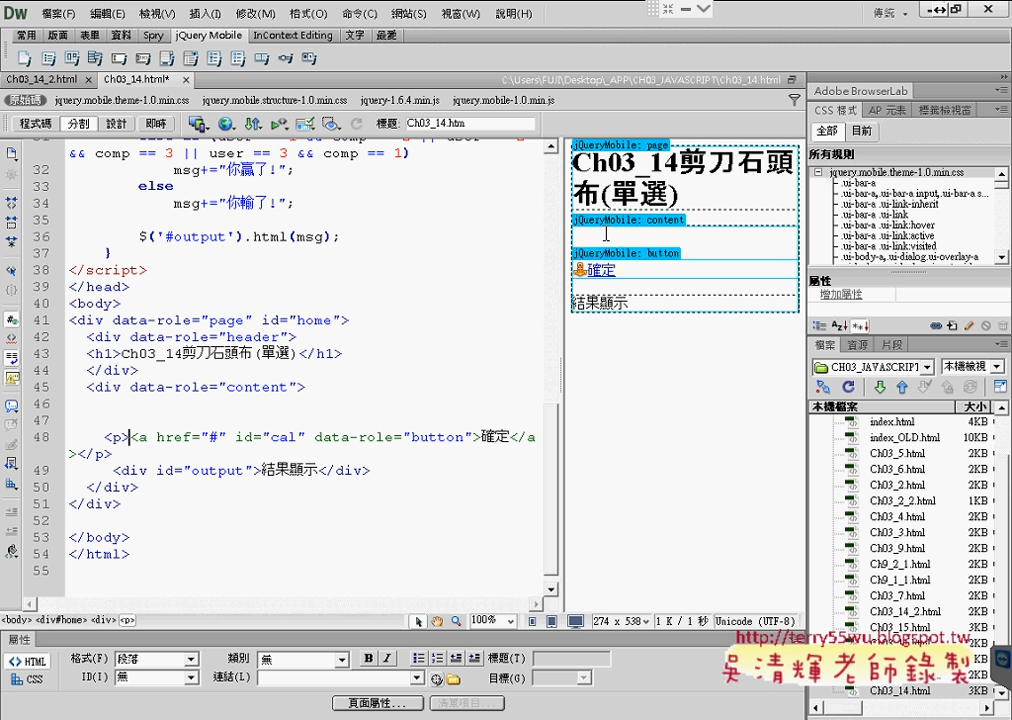 Dw 檔案(F) 編輯(E) 檢視(V) 插入(I) 修改(M) 格式(O) 命令(C) 網站(S) 視窗(W) 說明(H) 傳統
常用 版面 表單 資料 Spry jQuery Mobile InContext Editing 文字 最愛
Ch03_14_2.html Ch03_14.html* C:\Users\FUJI\Desktop\_APP\CH03_JAVASCRIPT\Ch03_14.html
原始碼 jquery.mobile.theme-1.0.min.css jquery.mobile.structure-1.0.min.css jquery-1.6.4.min.js jquery.mobile-1.0.min.js
程式碼 分割 設計 即時 標題: Ch03_14.htm
&& comp == 3 || user == 3 && comp == 1)
32 msg+="你贏了!";
33 else
34 msg+="你輸了!";
35
36 $('#output').html(msg);
37 }
38 </script>
39 </head>
40 <body>
41 <div data-role="page" id="home">
42 <div data-role="header">
43 <h1>Ch03_14剪刀石頭布(單選)</h1>
44 </div>
45 <div data-role="content">
46
47
48 <p><a href="#" id="cal" data-role="button">確定</a
></p>
49 <div id="output">結果顯示</div>
50 </div>
51 </div>
52
53 </body>
54 </html>
55
<body> <div#home> <div> <p>
100% 274 x 538 1 K / 1 秒 Unicode (UTF-8)
jQueryMobile: page
Ch03_14剪刀石頭
布(單選)
jQueryMobile: content
jQueryMobile: button
確定
結果顯示
屬性
HTML 格式(F) 段落 類別 無 B I 標題(T)
CSS ID(I) 無 連結(L) 目標(G)
頁面屬性... 清單項目...
Adobe BrowserLab
CSS 樣式 AP 元素 標籤檢視窗
全部 目前
所有規則
jquery.mobile.theme-1.0.min.css
.ui-bar-a
.ui-bar-a, .ui-bar-a input, .ui-bar-a s...
.ui-bar-a .ui-link-inherit
.ui-bar-a .ui-link
.ui-bar-a .ui-link:hover
.ui-bar-a .ui-link:active
.ui-bar-a .ui-link:visited
.ui-body-a, .ui-dialog.ui-overlay-a
屬性
增加屬性
檔案 資源 片段
CH03_JAVASCRIPT 本機檢視
本機檔案 大小
index.html 4KB
index_OLD.html 10KB
Ch03_5.html 2KB
Ch03_6.html 2KB
Ch03_2.html 2KB
Ch03_2_2.html 1KB
Ch03_4.html 2KB
Ch03_3.html 2KB
Ch03_9.html 2KB
Ch9_2_1.html 2KB
Ch9_1_1.html 2KB
Ch03_7.html 2KB
Ch03_14_2.html 2KB
Ch03_15.html 3KB
http://terry55wu.blogspot.tw
吳清輝老師錄製
Ch03_14.html 3KB